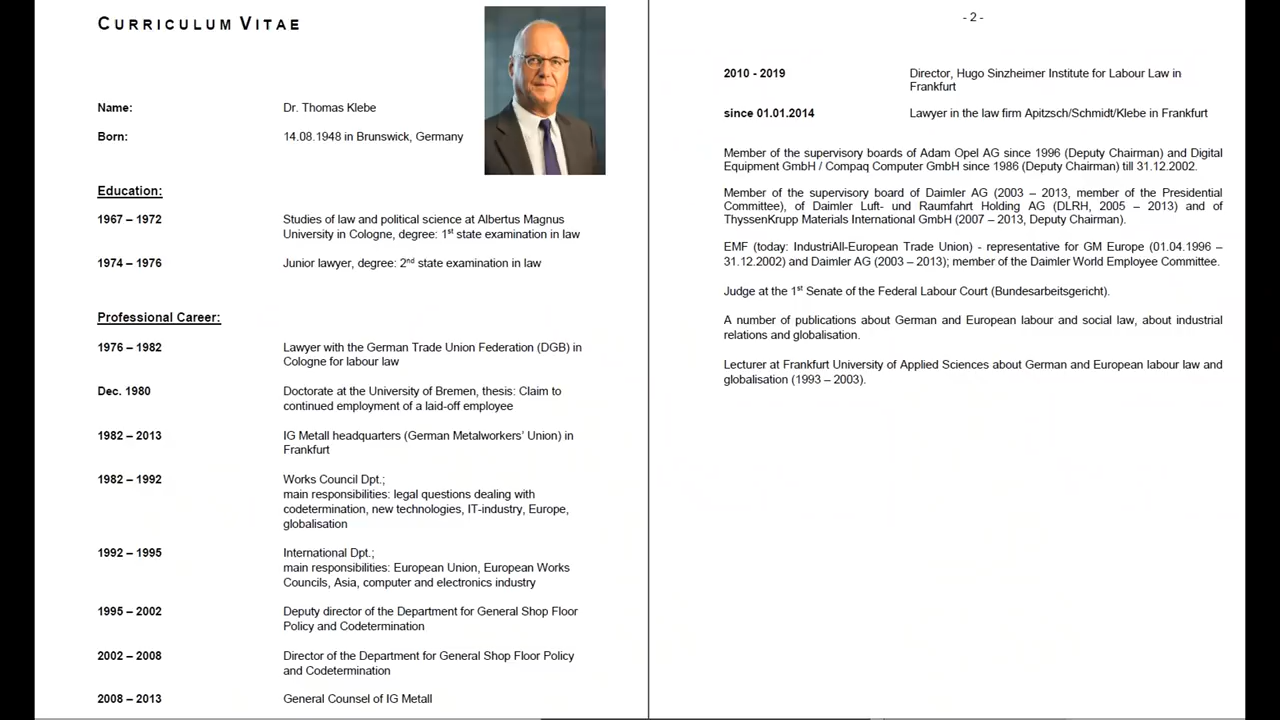 CURRICULUM VITAE
Name: Dr. Thomas Klebe
Born: 14.08.1948 in Brunswick, Germany
Education:
1967 – 1972 Studies of law and political science at Albertus Magnus
University in Cologne, degree: 1st state examination in law
1974 – 1976 Junior lawyer, degree: 2nd state examination in law
Professional Career:
1976 – 1982 Lawyer with the German Trade Union Federation (DGB) in
Cologne for labour law
Dec. 1980 Doctorate at the University of Bremen, thesis: Claim to
continued employment of a laid-off employee
1982 – 2013 IG Metall headquarters (German Metalworkers' Union) in
Frankfurt
1982 – 1992 Works Council Dpt.;
main responsibilities: legal questions dealing with
codetermination, new technologies, IT-industry, Europe,
globalisation
1992 – 1995 International Dpt.;
main responsibilities: European Union, European Works
Councils, Asia, computer and electronics industry
1995 – 2002 Deputy director of the Department for General Shop Floor
Policy and Codetermination
2002 – 2008 Director of the Department for General Shop Floor Policy
and Codetermination
2008 – 2013 General Counsel of IG Metall
- 2 -
2010 - 2019 Director, Hugo Sinzheimer Institute for Labour Law in
Frankfurt
since 01.01.2014 Lawyer in the law firm Apitzsch/Schmidt/Klebe in Frankfurt
Member of the supervisory boards of Adam Opel AG since 1996 (Deputy Chairman) and Digital
Equipment GmbH / Compaq Computer GmbH since 1986 (Deputy Chairman) till 31.12.2002.
Member of the supervisory board of Daimler AG (2003 – 2013, member of the Presidential
Committee), of Daimler Luft- und Raumfahrt Holding AG (DLRH, 2005 – 2013) and of
ThyssenKrupp Materials International GmbH (2007 – 2013, Deputy Chairman).
EMF (today: IndustriAll-European Trade Union) - representative for GM Europe (01.04.1996 –
31.12.2002) and Daimler AG (2003 – 2013); member of the Daimler World Employee Committee.
Judge at the 1st Senate of the Federal Labour Court (Bundesarbeitsgericht).
A number of publications about German and European labour and social law, about industrial
relations and globalisation.
Lecturer at Frankfurt University of Applied Sciences about German and European labour law and
globalisation (1993 – 2003).